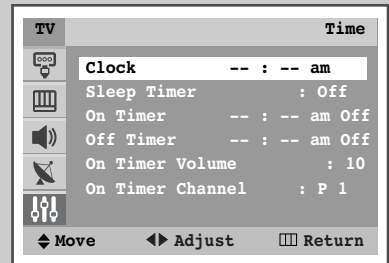 TV Time
Clock -- : -- am
Sleep Timer : Off
On Timer -- : -- am Off
Off Timer -- : -- am Off
On Timer Volume : 10
On Timer Channel : P 1
Move Adjust Return